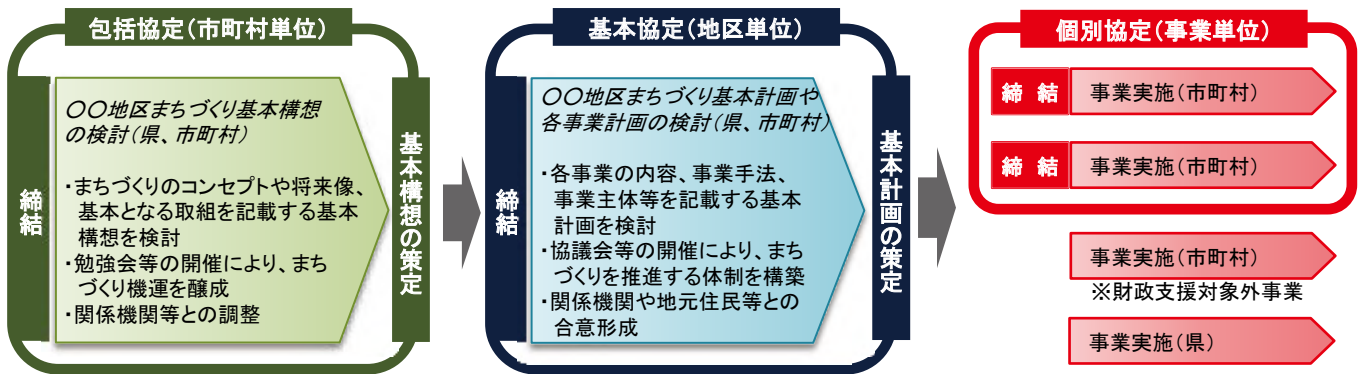 包括協定(市町村単位)
締結
〇〇地区まちづくり基本構想
の検討(県、市町村)
・まちづくりのコンセプトや将来像、
基本となる取組を記載する基本
構想を検討
・勉強会等の開催により、まち
づくり機運を醸成
・関係機関等との調整
基本構想の策定
基本協定(地区単位)
締結
〇〇地区まちづくり基本計画や
各事業計画の検討(県、市町村)
・各事業の内容、事業手法、
事業主体等を記載する基本
計画を検討
・協議会等の開催により、まち
づくりを推進する体制を構築
・関係機関や地元住民等との
合意形成
基本計画の策定
個別協定(事業単位)
締 結 事業実施(市町村)
締 結 事業実施(市町村)
事業実施(市町村)
※財政支援対象外事業
事業実施(県)